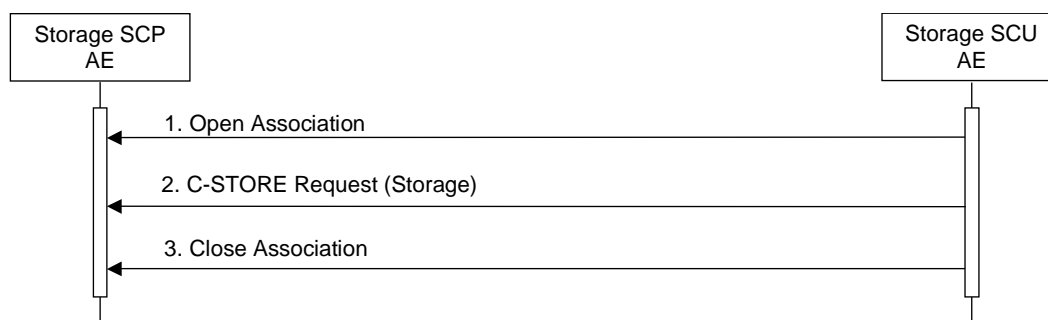 Storage SCP
AE
Storage SCU
AE
1. Open Association
2. C-STORE Request (Storage)
3. Close Association